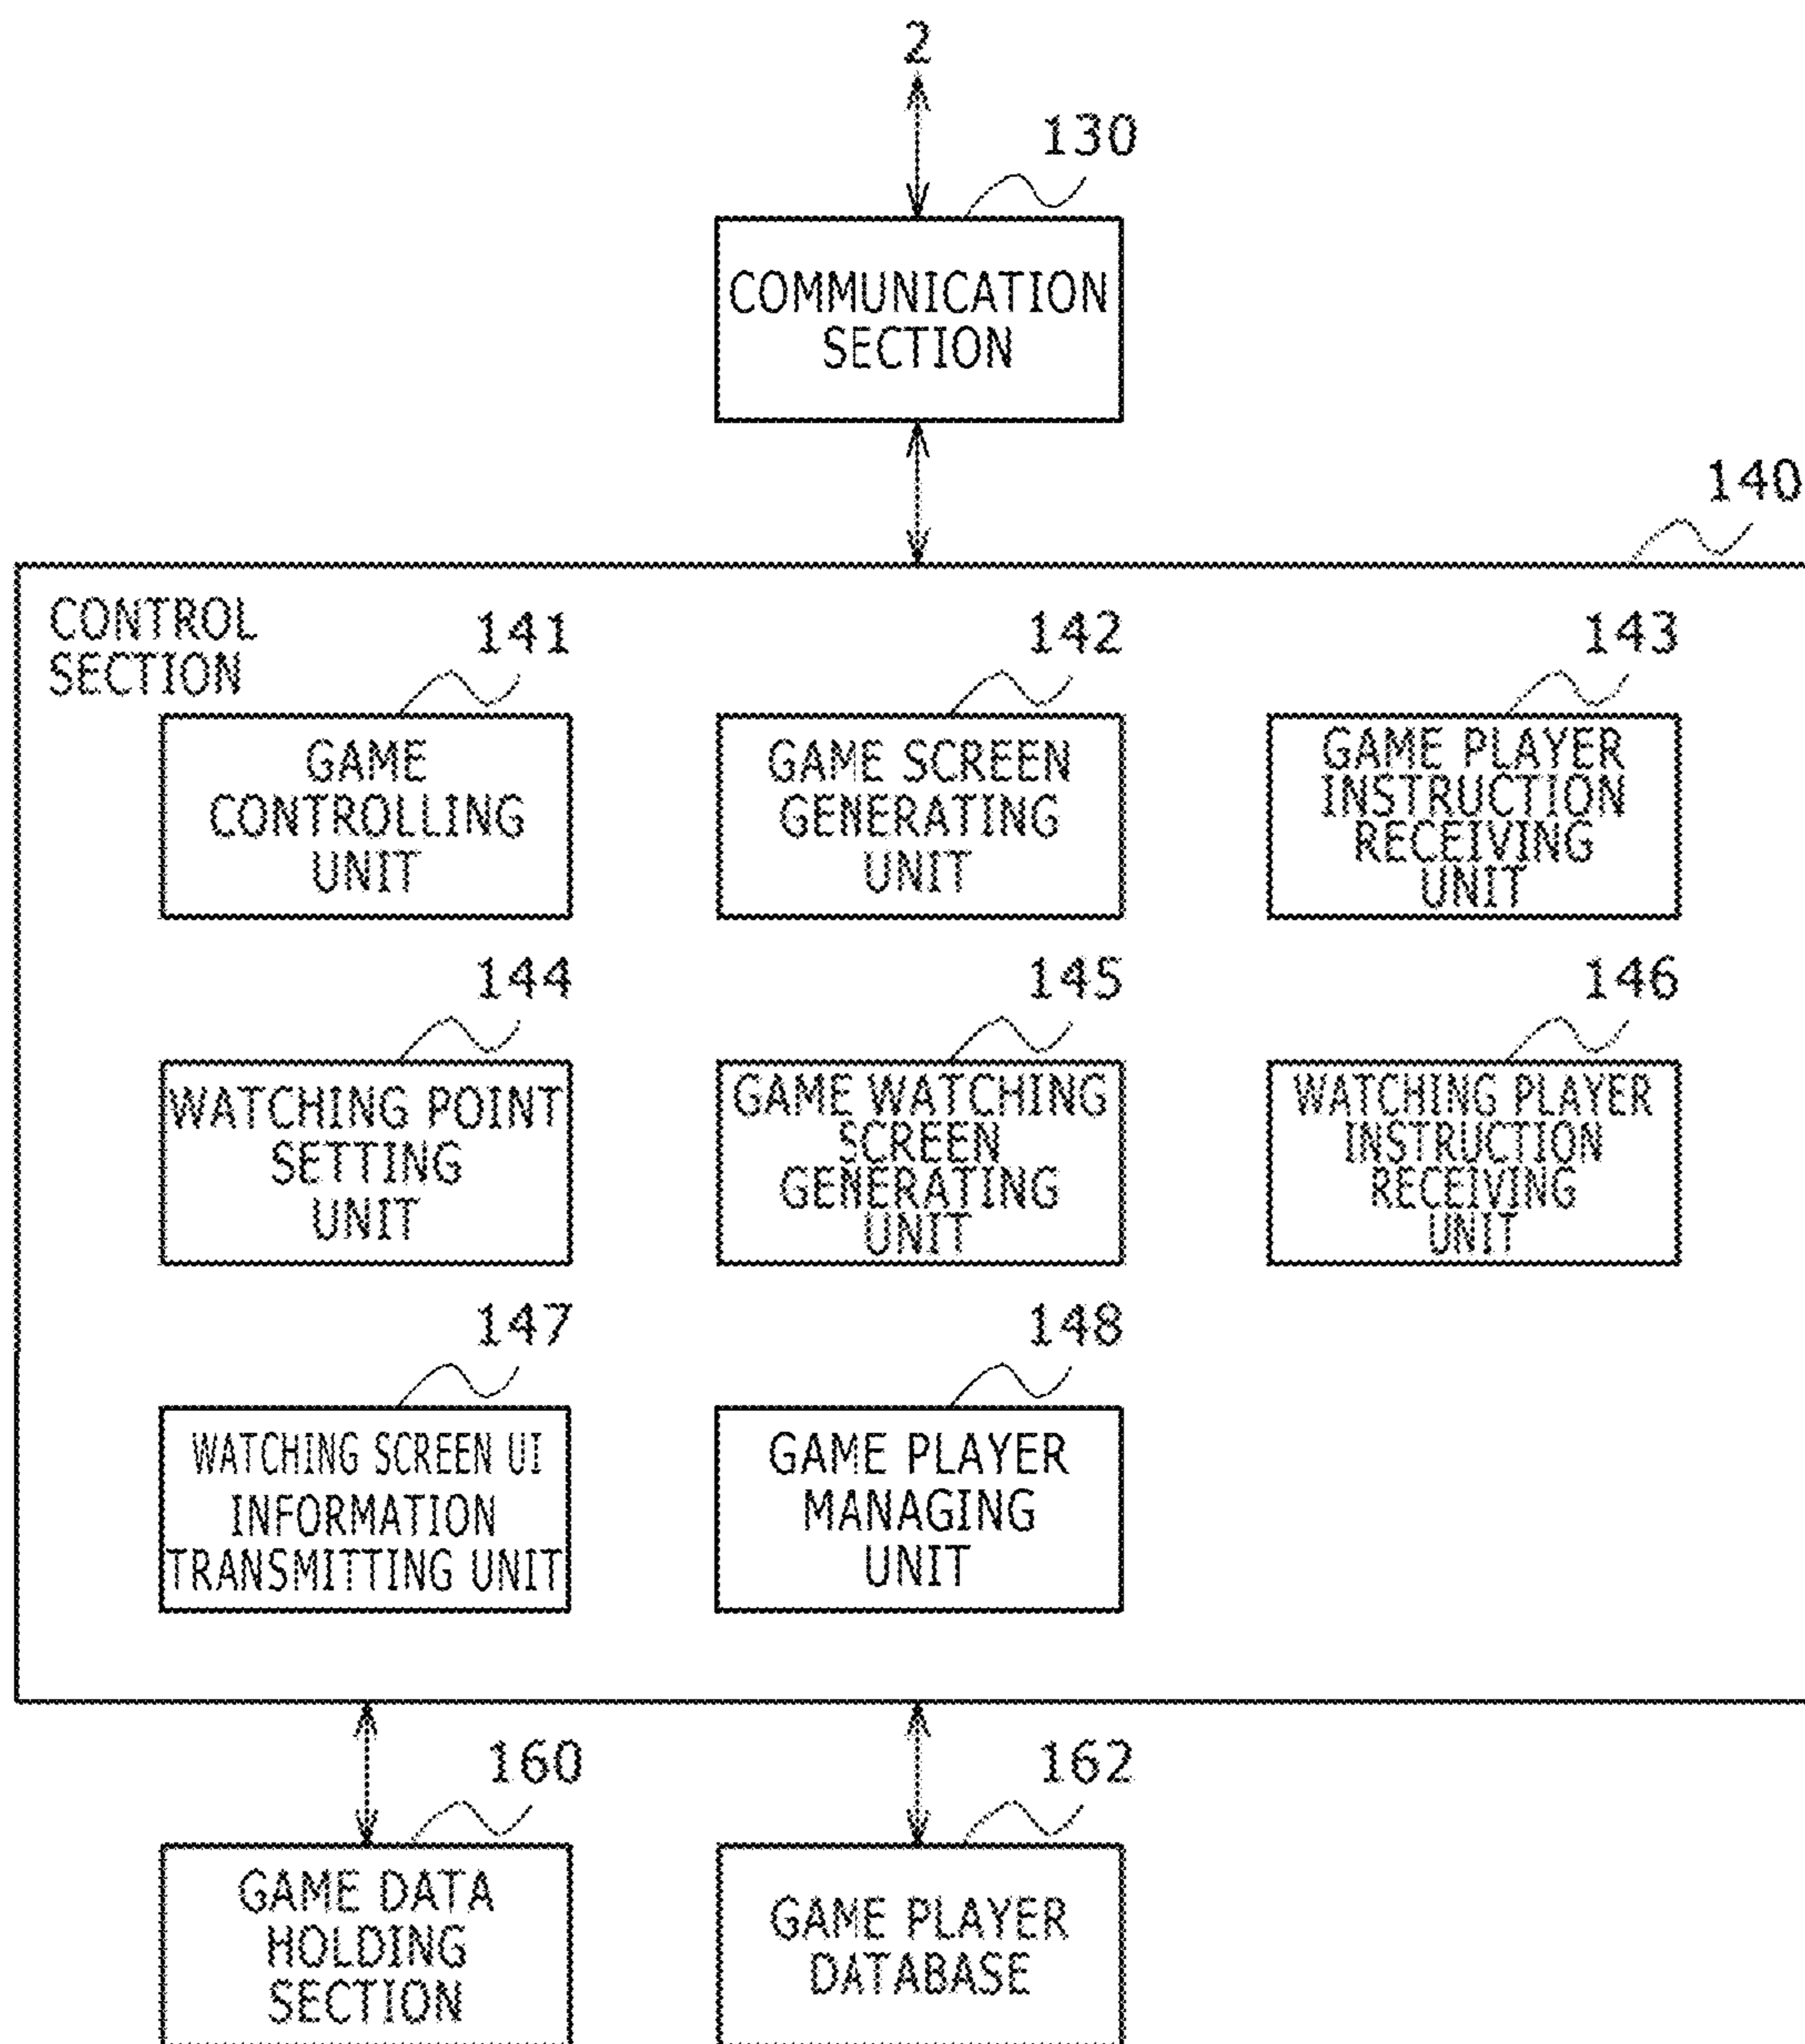 2
130
COMMUNICATION
SECTION
140
CONTROL
SECTION
141
GAME
CONTROLLING
UNIT
142
GAME SCREEN
GENERATING
UNIT
143
GAME PLAYER
INSTRUCTION
RECEIVING
UNIT
144
WATCHING POINT
SETTING
UNIT
145
GAME WATCHING
SCREEN
GENERATING
UNIT
146
WATCHING PLAYER
INSTRUCTION
RECEIVING
UNIT
147
WATCHING SCREEN UI
INFORMATION
TRANSMITTING UNIT
148
GAME PLAYER
MANAGING
UNIT
160
GAME DATA
HOLDING
SECTION
162
GAME PLAYER
DATABASE